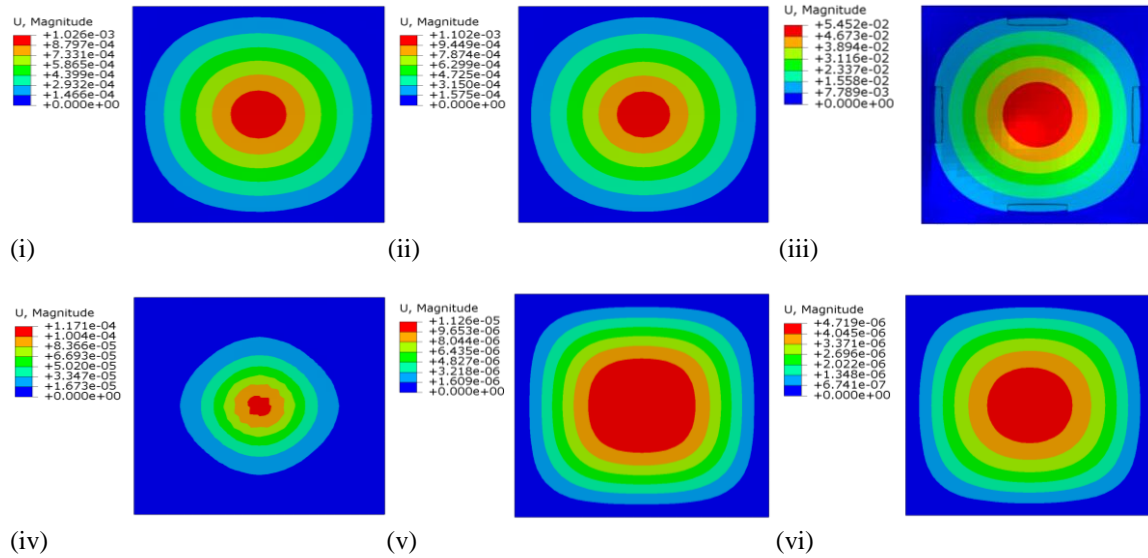 U, Magnitude
+1.026e-03
+8.797e-04
+7.331e-04
+5.865e-04
+4.399e-04
+2.932e-04
+1.466e-04
+0.000e+00
(i)
U, Magnitude
+1.102e-03
+9.449e-04
+7.874e-04
+6.299e-04
+4.725e-04
+3.150e-04
+1.575e-04
+0.000e+00
(ii)
U, Magnitude
+5.452e-02
+4.673e-02
+3.894e-02
+3.116e-02
+2.337e-02
+1.558e-02
+7.789e-03
+0.000e+00
(iii)
U, Magnitude
+1.171e-04
+1.004e-04
+8.366e-05
+6.693e-05
+5.020e-05
+3.347e-05
+1.673e-05
+0.000e+00
(iv)
U, Magnitude
+1.126e-05
+9.653e-06
+8.044e-06
+6.435e-06
+4.827e-06
+3.218e-06
+1.609e-06
+0.000e+00
(v)
U, Magnitude
+4.719e-06
+4.045e-06
+3.371e-06
+2.696e-06
+2.022e-06
+1.348e-06
+6.741e-07
+0.000e+00
(vi)